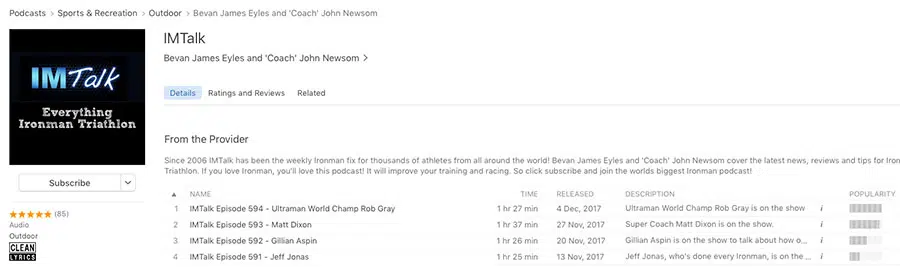 Podcasts > Sports & Recreation > Outdoor > Bevan James Eyles and 'Coach' John Newsom
IMTalk
Everything
Ironman Triathlon
Subscribe
(85)
Audio
Outdoor
CLEAN
LYRICS
IMTalk
Bevan James Eyles and 'Coach' John Newsom >
Details Ratings and Reviews Related
From the Provider
Since 2006 IMTalk has been the weekly Ironman fix for thousands of athletes from all around the world! Bevan James Eyles and 'Coach' John Newsom cover the latest news, reviews and tips for Iron
Triathlon. If you love Ironman, you'll love this podcast! It will improve your training and racing. So click subscribe and join the worlds biggest Ironman podcast!
▲ NAME TIME RELEASED DESCRIPTION POPULARITY
1 IMTalk Episode 594 - Ultraman World Champ Rob Gray 1 hr 27 min 4 Dec, 2017 Ultraman World Champ Rob Gray is on the show i
2 IMTalk Episode 593 - Matt Dixon 1 hr 37 min 27 Nov, 2017 Super Coach Matt Dixon is on the show. i
3 IMTalk Episode 592 - Gillian Aspin 1 hr 26 min 20 Nov, 2017 Gillian Aspin is on the show to talk about how o... i
4 IMTalk Episode 591 - Jeff Jonas 1 hr 25 min 13 Nov, 2017 Jeff Jonas, who's done every Ironman, is on the... i